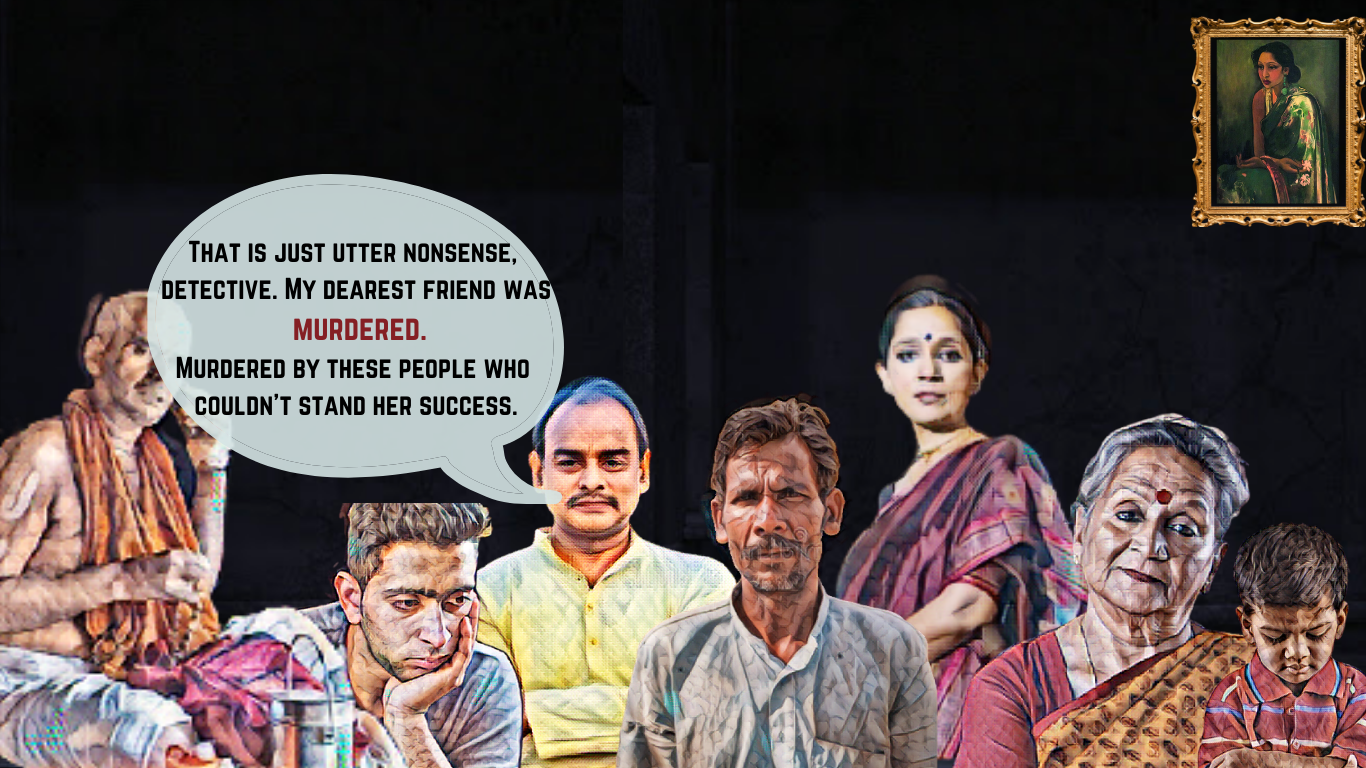 That is just utter nonsense,
detective. My dearest friend was
murdered.
Murdered by these people who
couldn't stand her success.